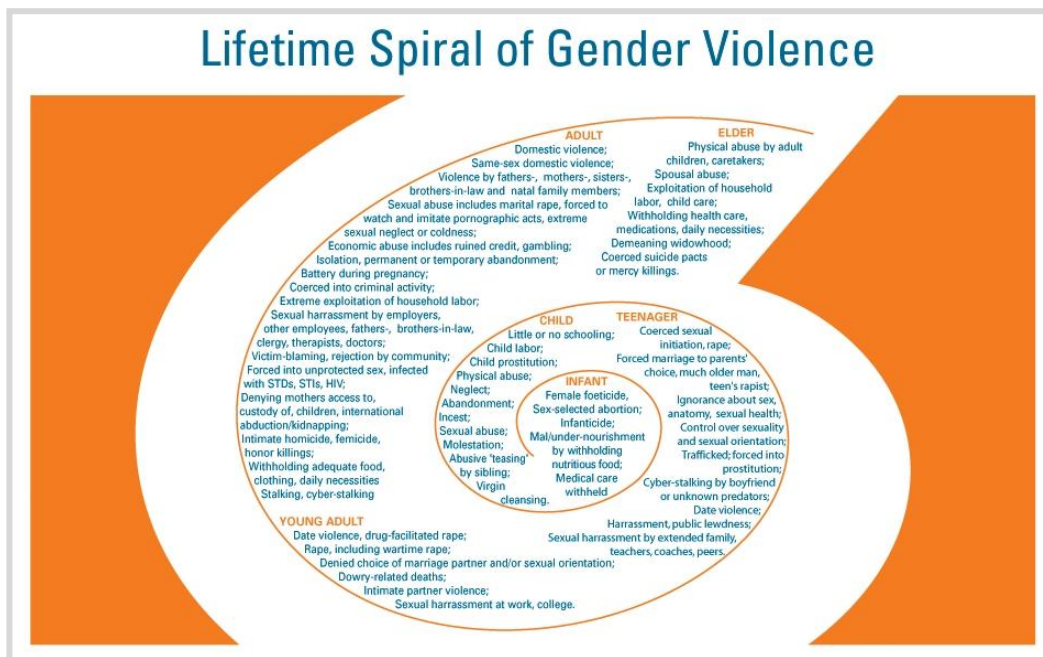 Lifetime Spiral of Gender Violence
ADULT
Domestic violence;
Same-sex domestic violence;
Violence by fathers-, mothers-, sisters-,
brothers-in-law and natal family members;
Sexual abuse includes marital rape, forced to
watch and imitate pornographic acts, extreme
sexual neglect or coldness;
Economic abuse includes ruined credit, gambling;
Isolation, permanent or temporary abandonment;
Battery during pregnancy;
Coerced into criminal activity;
Extreme exploitation of household labor;
Sexual harassment by employers,
other employees, fathers-, brothers-in-law,
clergy, therapists, doctors;
Victim-blaming, rejection by community;
Forced into unprotected sex, infected
with STDs, STIs, HIV;
Denying mothers access to,
custody of, children, international
abduction/kidnapping;
Intimate homicide, femicide,
honor killings;
Withholding adequate food,
clothing, daily necessities
Stalking, cyber-stalking
ELDER
Physical abuse by adult
children, caretakers;
Spousal abuse;
Exploitation of household
labor, child care;
Withholding health care,
medications, daily necessities;
Demeaning widowhood;
Coerced suicide pacts
or mercy killings.
CHILD
Little or no schooling;
Child labor;
Child prostitution;
Physical abuse;
Neglect;
Abandonment;
Incest;
Sexual abuse;
Molestation;
Abusive 'teasing'
by sibling;
Virgin
cleansing.
INFANT
Female foeticide,
Sex-selected abortion;
Infanticide;
Mal/under-nourishment
by withholding
nutritious food;
Medical care
withheld
TEENAGER
Coerced sexual
initiation, rape;
Forced marriage to parents'
choice, much older man,
teen's rapist;
Ignorance about sex,
anatomy, sexual health;
Control over sexuality
and sexual orientation;
Trafficked; forced into
prostitution;
Cyber-stalking by boyfriend
or unknown predators;
Date violence;
Harrassment, public lewdness;
Sexual harrassment by extended family,
teachers, coaches, peers.
YOUNG ADULT
Date violence, drug-facilitated rape;
Rape, including wartime rape;
Denied choice of marriage partner and/or sexual orientation;
Dowry-related deaths;
Intimate partner violence;
Sexual harrassment at work, college.